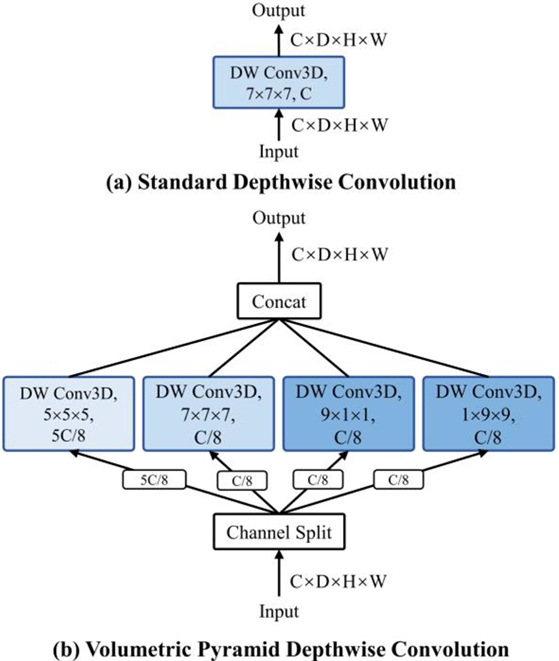 Output
C×D×H×W
DW Conv3D,
7×7×7, C
C×D×H×W
Input
(a) Standard Depthwise Convolution
Output
C×D×H×W
Concat
DW Conv3D,
5×5×5,
5C/8
DW Conv3D,
7×7×7,
C/8
DW Conv3D,
9×1×1,
C/8
DW Conv3D,
1×9×9,
C/8
5C/8
C/8
C/8
C/8
Channel Split
C×D×H×W
Input
(b) Volumetric Pyramid Depthwise Convolution